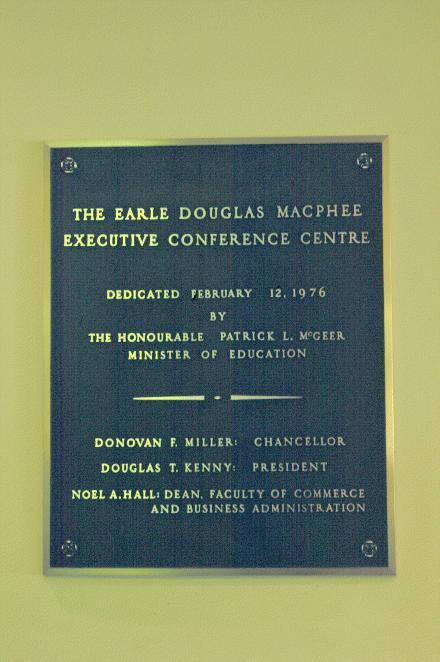 THE EARLE DOUGLAS MACPHEE
EXECUTIVE CONFERENCE CENTRE
DEDICATED FEBRUARY 12, 1976
BY
THE HONOURABLE PATRICK L. McGEER
MINISTER OF EDUCATION
DONOVAN F. MILLER: CHANCELLOR
DOUGLAS T. KENNY: PRESIDENT
NOEL A. HALL: DEAN, FACULTY OF COMMERCE
AND BUSINESS ADMINISTRATION